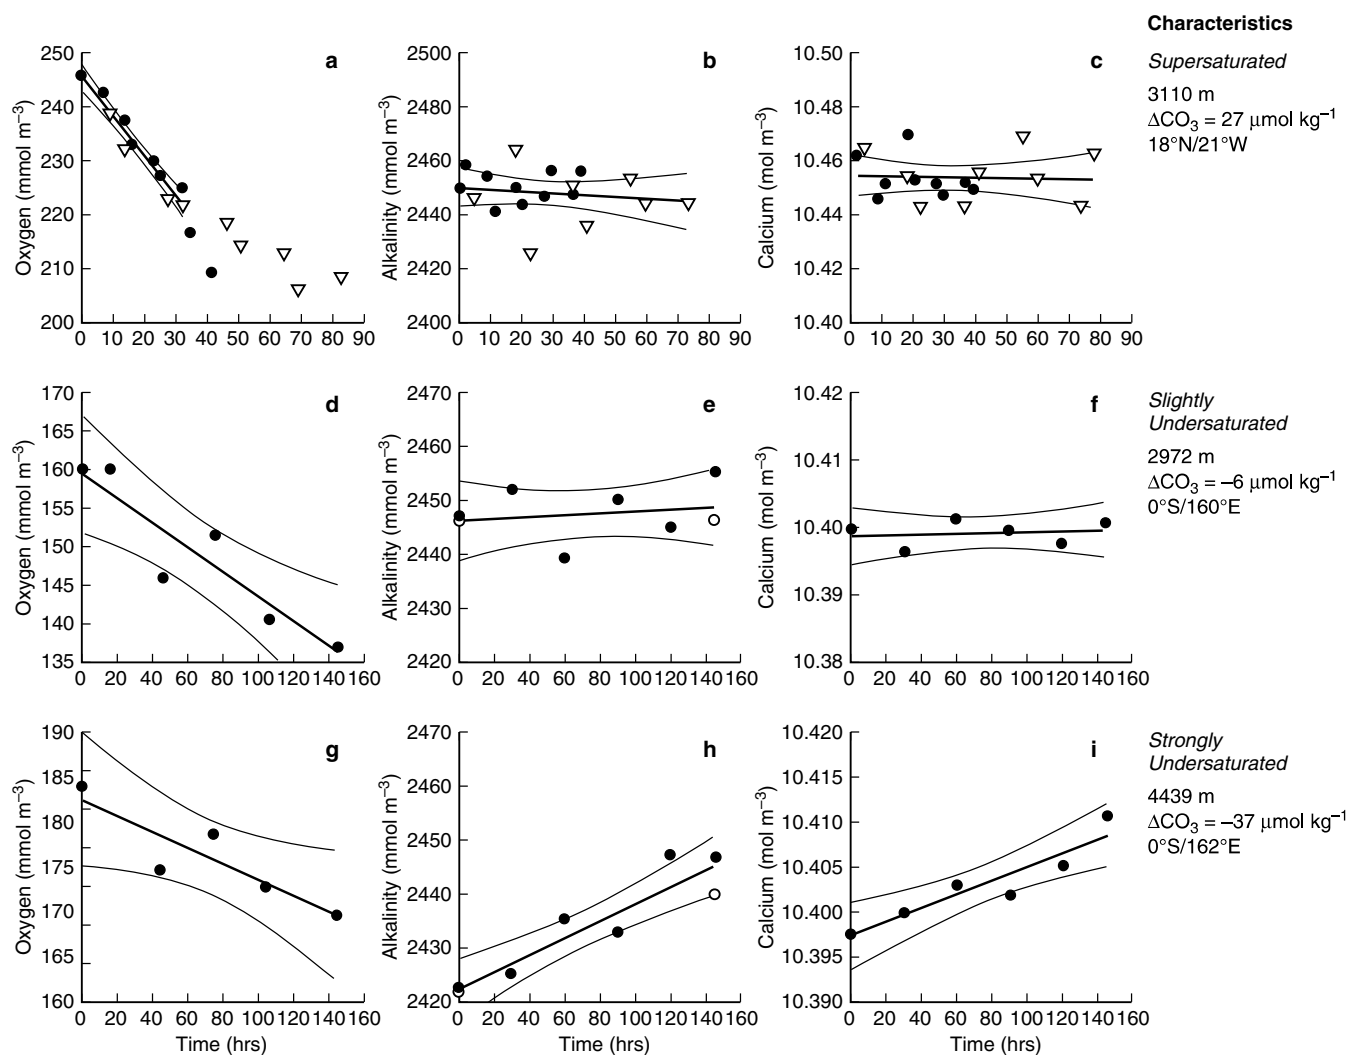 Characteristics
a
250
240
230
220
210
200
Oxygen (mmol m–3)
0 10 20 30 40 50 60 70 80 90
b
2500
2480
2460
2440
2420
2400
Alkalinity (mmol m–3)
0 10 20 30 40 50 60 70 80 90
c
10.50
10.48
10.46
10.44
10.42
10.40
Calcium (mol m–3)
0 10 20 30 40 50 60 70 80 90
Supersaturated
3110 m
ΔCO3 = 27 μmol kg–1
18°N/21°W
d
170
165
160
155
150
145
140
135
Oxygen (mmol m–3)
0 20 40 60 80 100 120 140 160
e
2470
2460
2450
2440
2430
2420
Alkalinity (mmol m–3)
0 20 40 60 80 100 120 140 160
f
10.42
10.41
10.40
10.39
10.38
Calcium (mol m–3)
0 20 40 60 80 100 120 140 160
Slightly
Undersaturated
2972 m
ΔCO3 = –6 μmol kg–1
0°S/160°E
g
190
185
180
175
170
165
160
Oxygen (mmol m–3)
0 20 40 60 80 100 120 140 160
Time (hrs)
h
2470
2460
2450
2440
2430
2420
Alkalinity (mmol m–3)
0 20 40 60 80 100 120 140 160
Time (hrs)
i
10.420
10.415
10.410
10.405
10.400
10.395
10.390
Calcium (mol m–3)
0 20 40 60 80 100 120 140 160
Time (hrs)
Strongly
Undersaturated
4439 m
ΔCO3 = –37 μmol kg–1
0°S/162°E